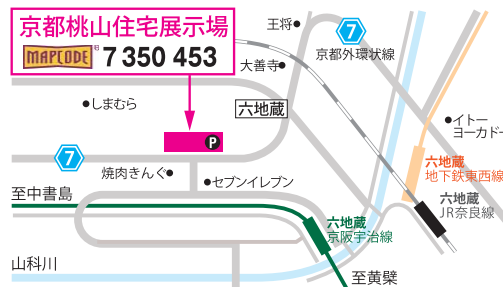 京都桃山住宅展示場
MAPCODE® 7 350 453
王将
7
京都外環状線
大善寺
しまむら
六地蔵
P
イトー
ヨーカドー
7
焼肉きんぐ
セブンイレブン
六地蔵
地下鉄東西線
至中書島
六地蔵
JR奈良線
六地蔵
京阪宇治線
山科川
至黄檗